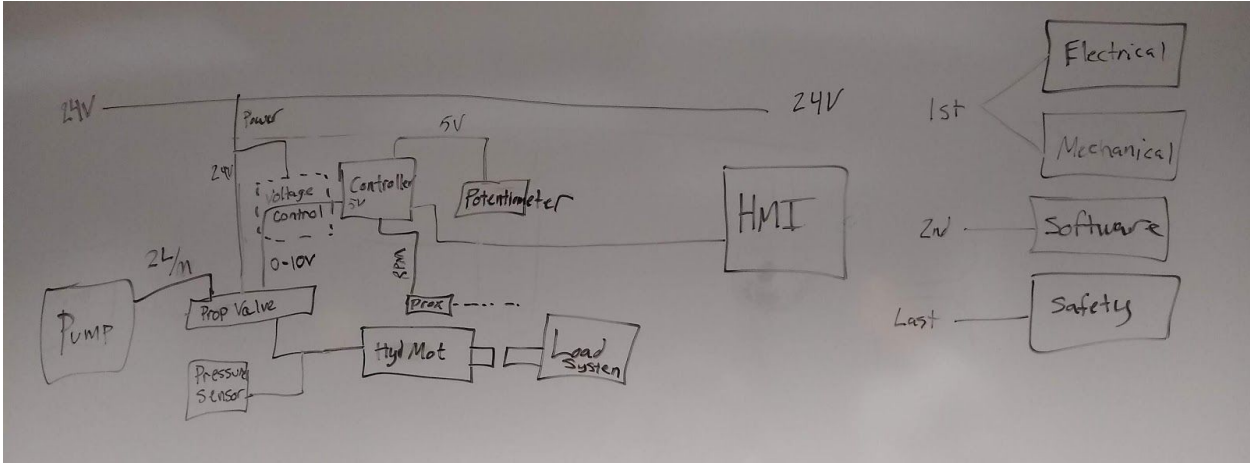 24V
24V
Power
5V
24V
Voltage
Control
0-10V
Controller
5V
Potentimeter
HMI
RPM
Prox
2L/m
Pump
Prop Valve
Pressure
Sensor
Hyd Mot
Load
System
1st
Electrical
Mechanical
2nd
Software
Last
Safety